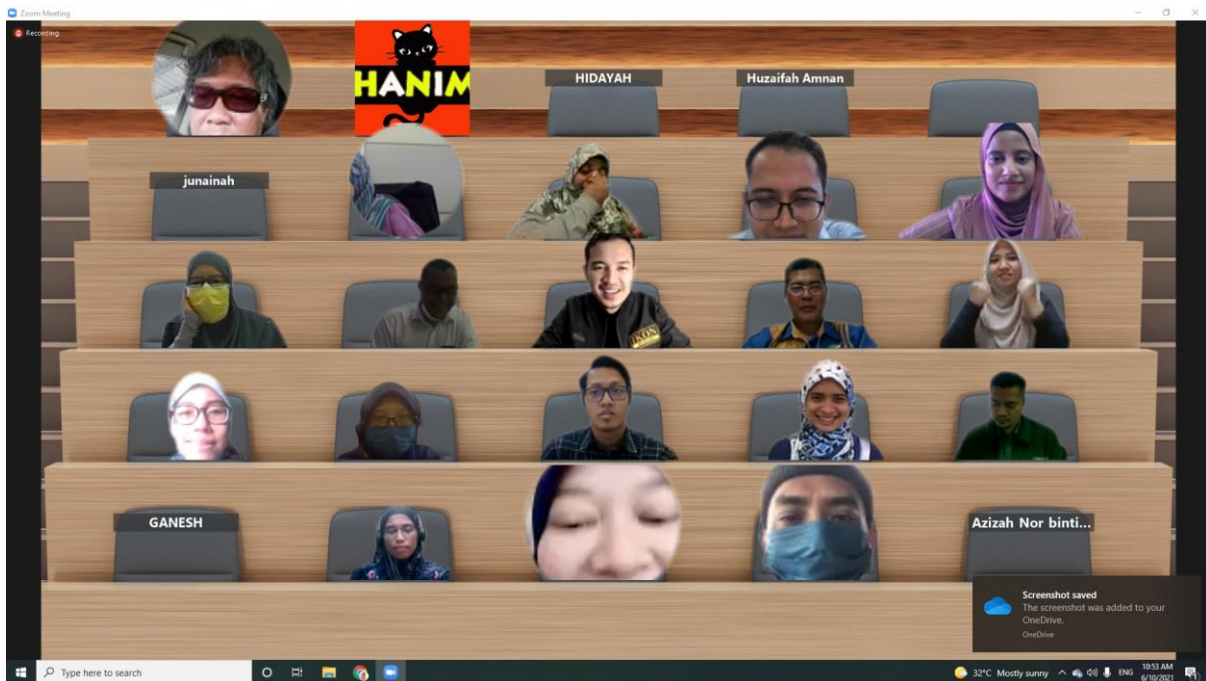 Zoom Meeting
Recording
HANIM
HIDAYAH
Huzaifah Amnan
junainah
IKON
GANESH
Azizah Nor binti...
Screenshot saved
The screenshot was added to your
OneDrive.
OneDrive
Type here to search
32°C Mostly sunny
ENG
10:53 AM
6/10/2021